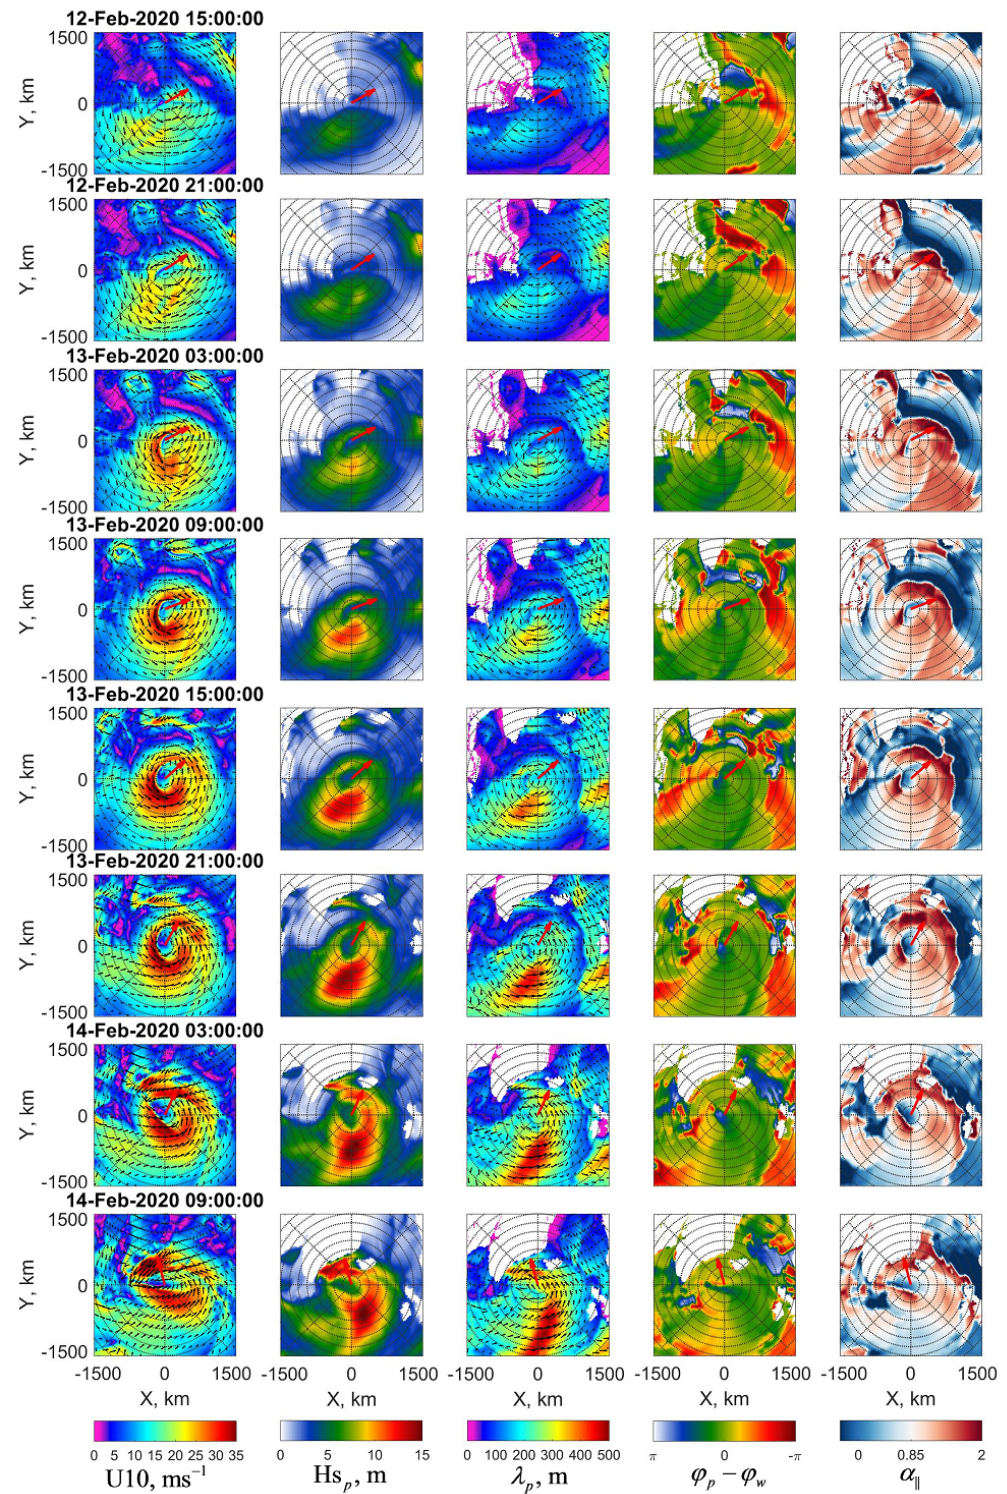 12-Feb-2020 15:00:00
1500
Y, km
0
-1500
12-Feb-2020 21:00:00
1500
Y, km
0
-1500
13-Feb-2020 03:00:00
1500
Y, km
0
-1500
13-Feb-2020 09:00:00
1500
Y, km
0
-1500
13-Feb-2020 15:00:00
1500
Y, km
0
-1500
13-Feb-2020 21:00:00
1500
Y, km
0
-1500
14-Feb-2020 03:00:00
1500
Y, km
0
-1500
14-Feb-2020 09:00:00
1500
Y, km
0
-1500
-1500 0 1500 -1500 0 1500 -1500 0 1500 -1500 0 1500 -1500 0 1500
X, km X, km X, km X, km X, km
0 5 10 15 20 25 30 35 0 5 10 15 0 100 200 300 400 500 π 0 -π 0 0.85 2
U10, ms⁻¹ Hsₚ, m λₚ, m φₚ − φ_w α_∥